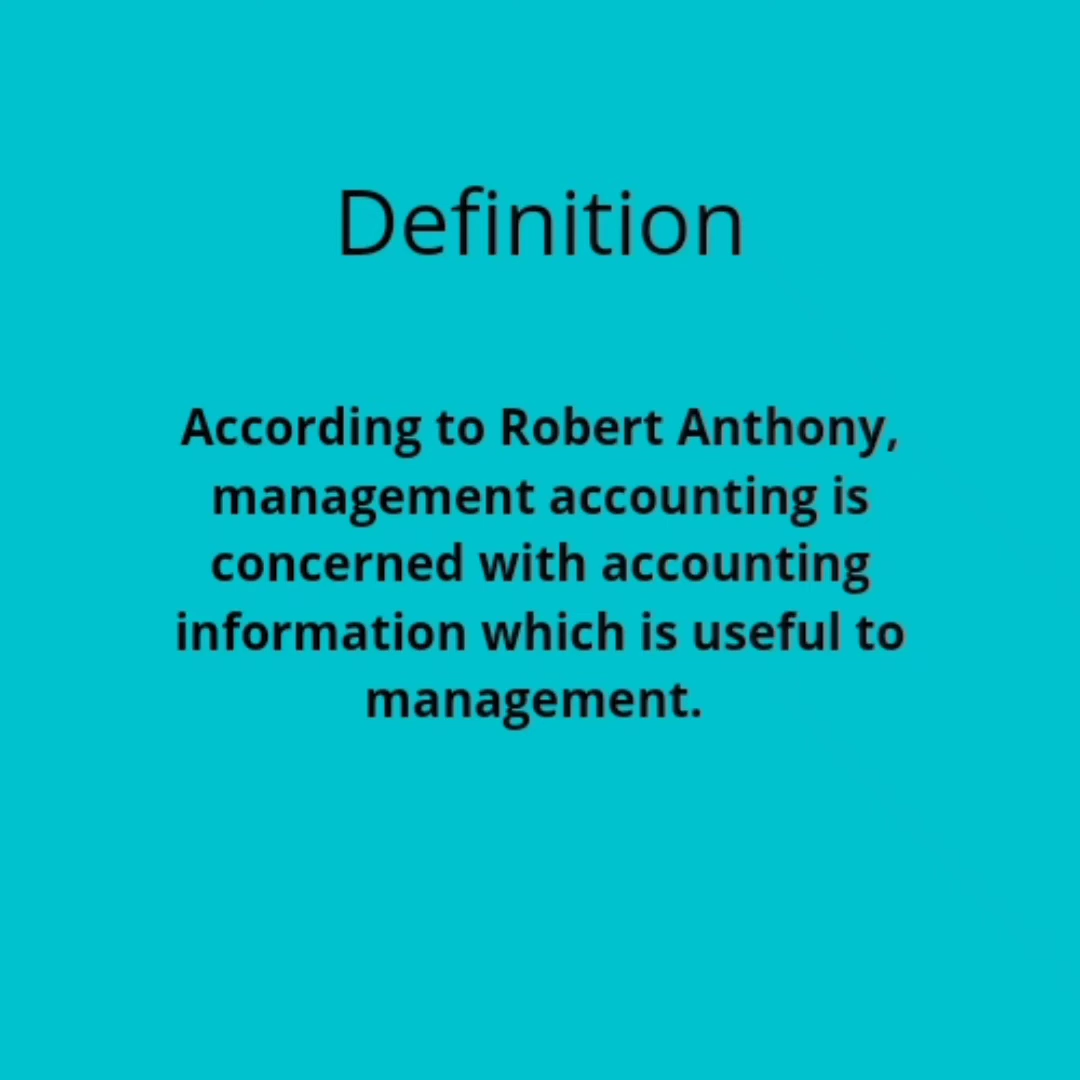 Definition
According to Robert Anthony,
management accounting is
concerned with accounting
information which is useful to
management.